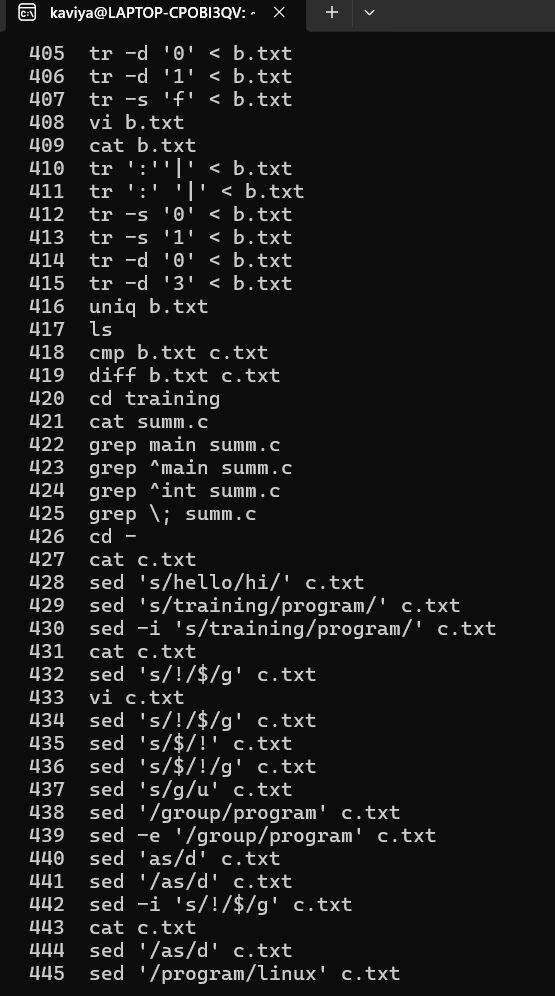 kaviya@LAPTOP-CPOBI3QV: ~
405 tr -d '0' < b.txt
406 tr -d '1' < b.txt
407 tr -s 'f' < b.txt
408 vi b.txt
409 cat b.txt
410 tr ':''|' < b.txt
411 tr ':' '|' < b.txt
412 tr -s '0' < b.txt
413 tr -s '1' < b.txt
414 tr -d '0' < b.txt
415 tr -d '3' < b.txt
416 uniq b.txt
417 ls
418 cmp b.txt c.txt
419 diff b.txt c.txt
420 cd training
421 cat summ.c
422 grep main summ.c
423 grep ^main summ.c
424 grep ^int summ.c
425 grep \; summ.c
426 cd -
427 cat c.txt
428 sed 's/hello/hi/' c.txt
429 sed 's/training/program/' c.txt
430 sed -i 's/training/program/' c.txt
431 cat c.txt
432 sed 's/!/$/g' c.txt
433 vi c.txt
434 sed 's/!/$/g' c.txt
435 sed 's/$/!' c.txt
436 sed 's/$/!/g' c.txt
437 sed 's/g/u' c.txt
438 sed '/group/program' c.txt
439 sed -e '/group/program' c.txt
440 sed 'as/d' c.txt
441 sed '/as/d' c.txt
442 sed -i 's/!/$/g' c.txt
443 cat c.txt
444 sed '/as/d' c.txt
445 sed '/program/linux' c.txt